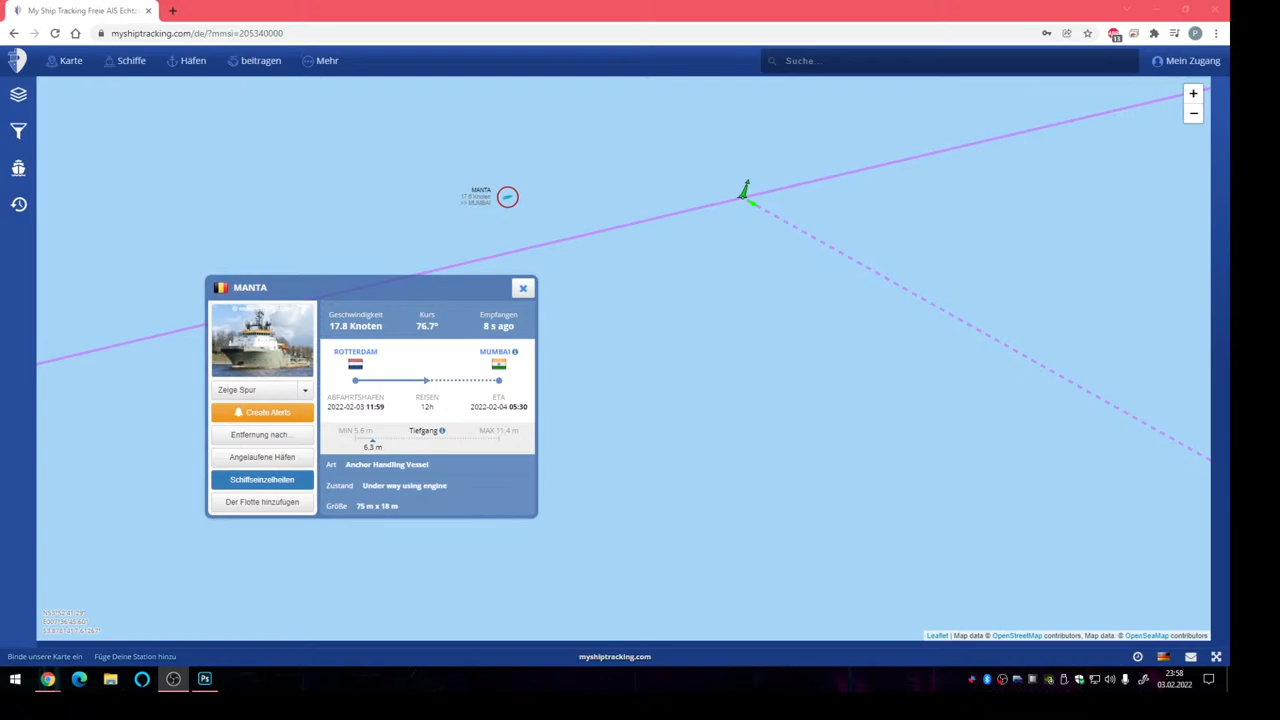 My Ship Tracking Freie AIS Echtz
myshiptracking.com/de/?mmsi=205340000
P
Karte
Schiffe
Häfen
beitragen
Mehr
Suche...
Mein Zugang
+
−
MANTA
17.8 Knoten
>> MUMBAI
MANTA
Geschwindigkeit
Kurs
Empfangen
17.8 Knoten
76.7°
8 s ago
ROTTERDAM
MUMBAI
ABFAHRTSHAFEN
REISEN
ETA
2022-02-03 11:59
12h
2022-02-04 05:30
MIN 5.6 m
Tiefgang
MAX 11.4 m
6.3 m
Zeige Spur
Create Alerts
Entfernung nach...
Angelaufene Häfen
Schiffseinzelheiten
Der Flotte hinzufügen
Art Anchor Handling Vessel
Zustand Under way using engine
Größe 75 m x 18 m
Leaflet | Map data © OpenStreetMap contributors, Map data: © OpenSeaMap contributors
Binde unsere Karte ein
Füge Deine Station hinzu
myshiptracking.com
Ps
23:58
03.02.2022